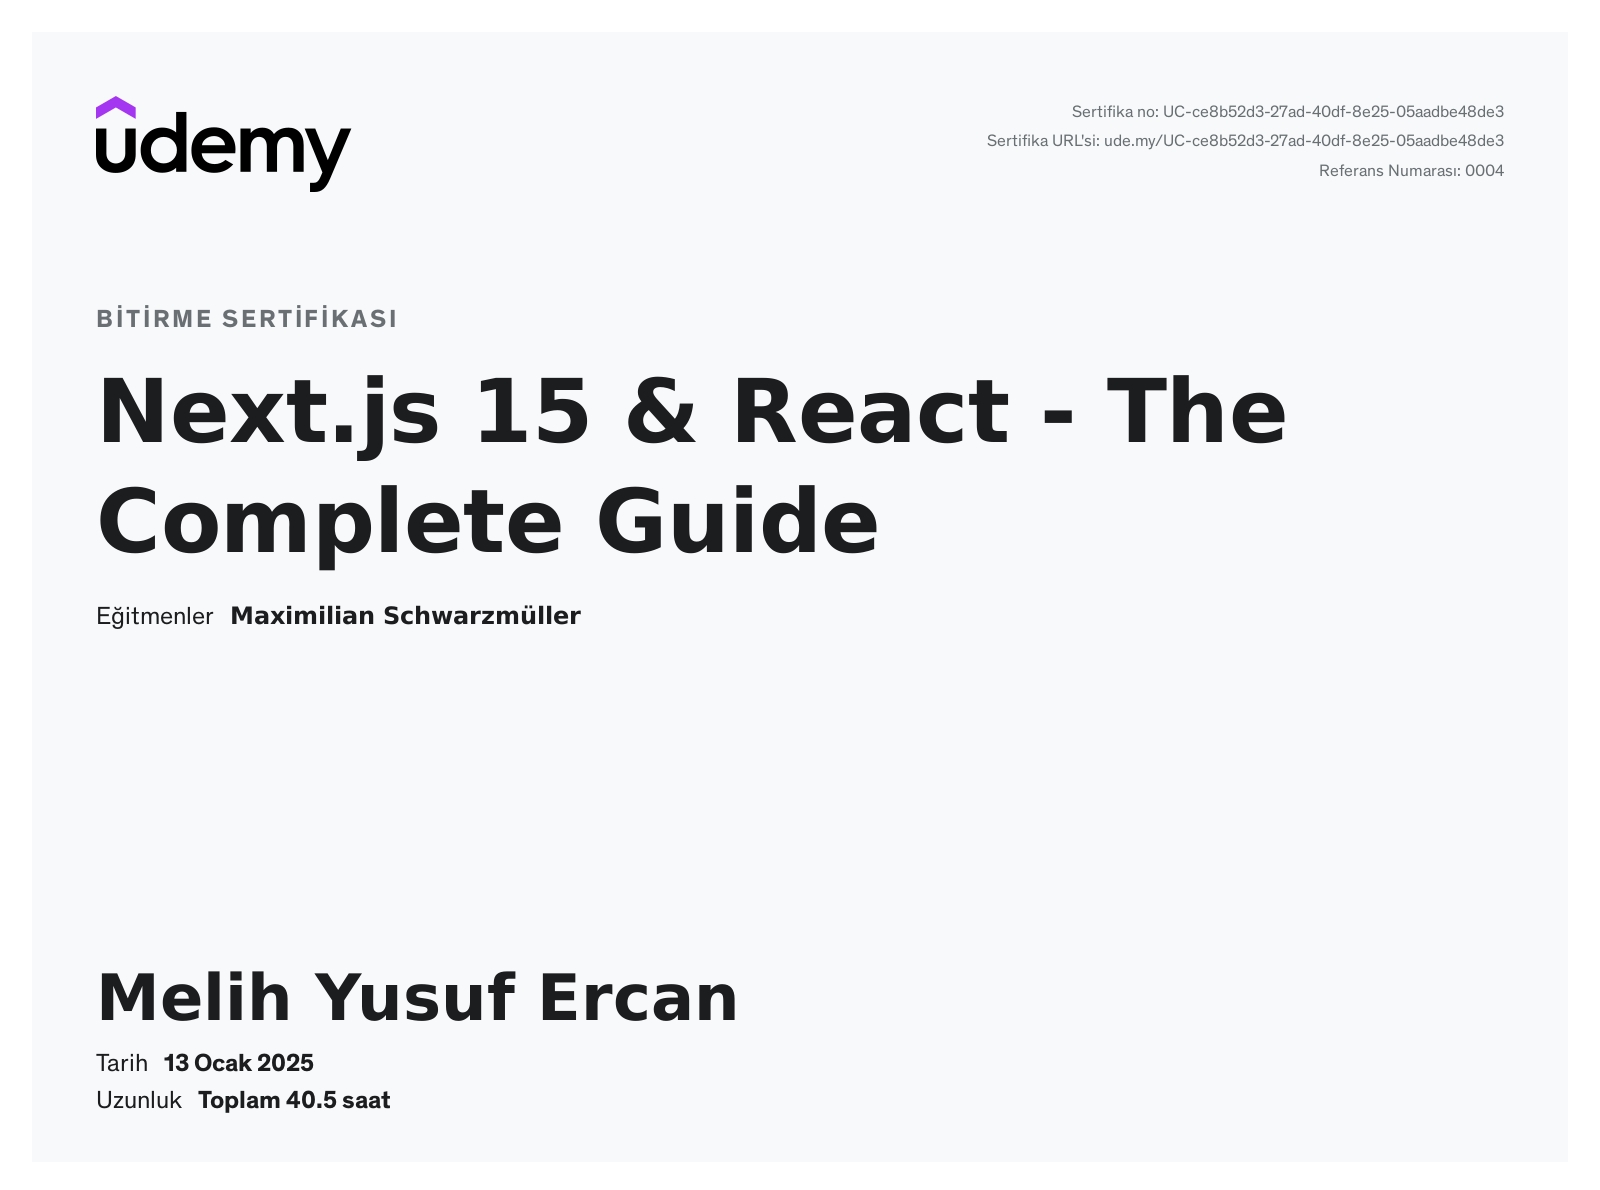 udemy
Sertifika no: UC-ce8b52d3-27ad-40df-8e25-05aadbe48de3
Sertifika URL'si: ude.my/UC-ce8b52d3-27ad-40df-8e25-05aadbe48de3
Referans Numarası: 0004
BİTİRME SERTİFİKASI
Next.js 15 & React - The
Complete Guide
Eğitmenler Maximilian Schwarzmüller
Melih Yusuf Ercan
Tarih 13 Ocak 2025
Uzunluk Toplam 40.5 saat